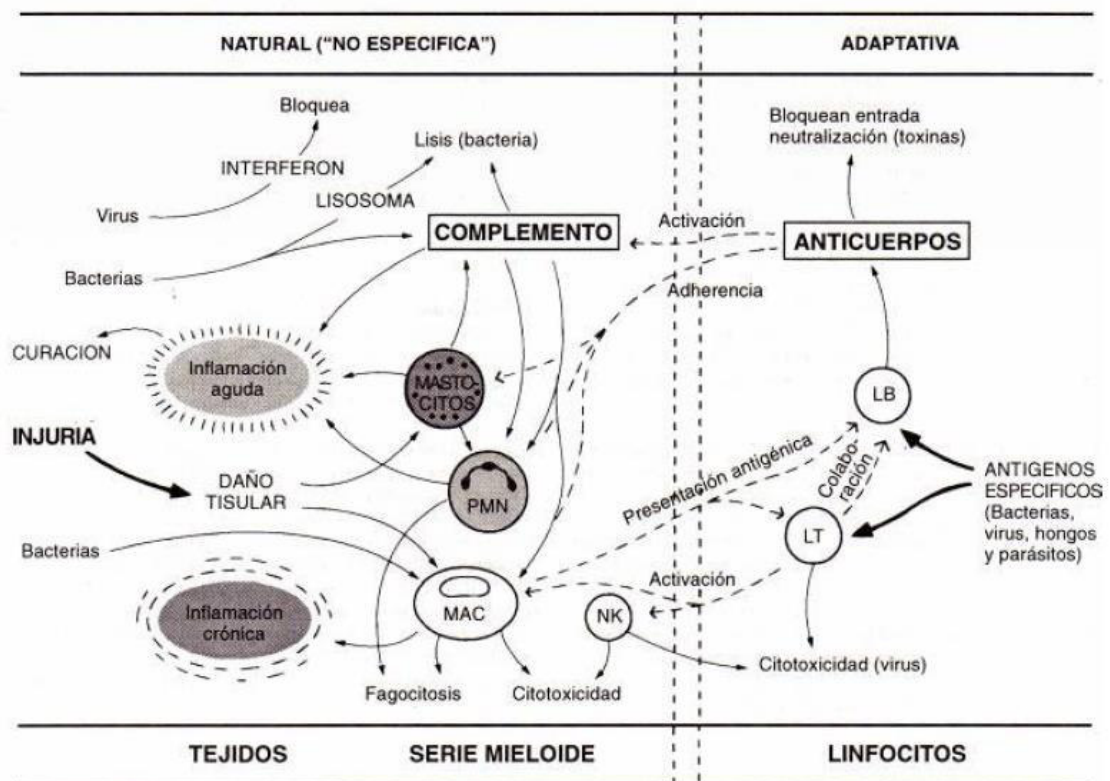 NATURAL ("NO ESPECIFICA")
ADAPTATIVA
Bloquea
INTERFERON
Virus
Lisis (bacteria)
LISOSOMA
Bacterias
COMPLEMENTO
Activación
Bloquean entrada
neutralización (toxinas)
ANTICUERPOS
Adherencia
CURACION
Inflamación
aguda
MASTO-
CITOS
LB
INJURIA
DAÑO
TISULAR
PMN
Presentación antigénica
Colabo-
ración
LT
ANTIGENOS
ESPECIFICOS
(Bacterias,
virus, hongos
y parásitos)
Bacterias
Inflamación
crónica
MAC
Activación
NK
Fagocitosis
Citotoxicidad
Citotoxicidad (virus)
TEJIDOS
SERIE MIELOIDE
LINFOCITOS